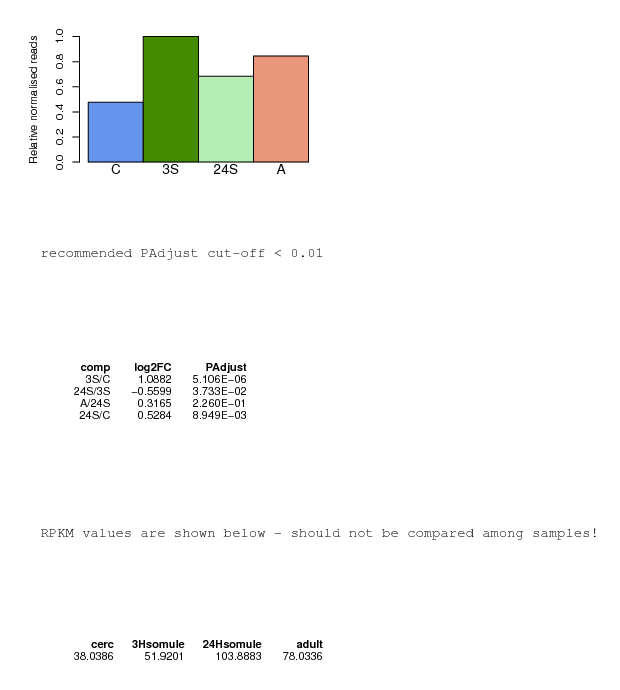 Relative normalised reads
1.0
0.8
0.6
0.4
0.2
0.0
C 3S 24S A
recommended PAdjust cut-off < 0.01
comp log2FC PAdjust
3S/C 1.0882 5.106E−06
24S/3S −0.5599 3.733E−02
A/24S 0.3165 2.260E−01
24S/C 0.5284 8.949E−03
RPKM values are shown below - should not be compared among samples!
cerc 3Hsomule 24Hsomule adult
38.0386 51.9201 103.8883 78.0336